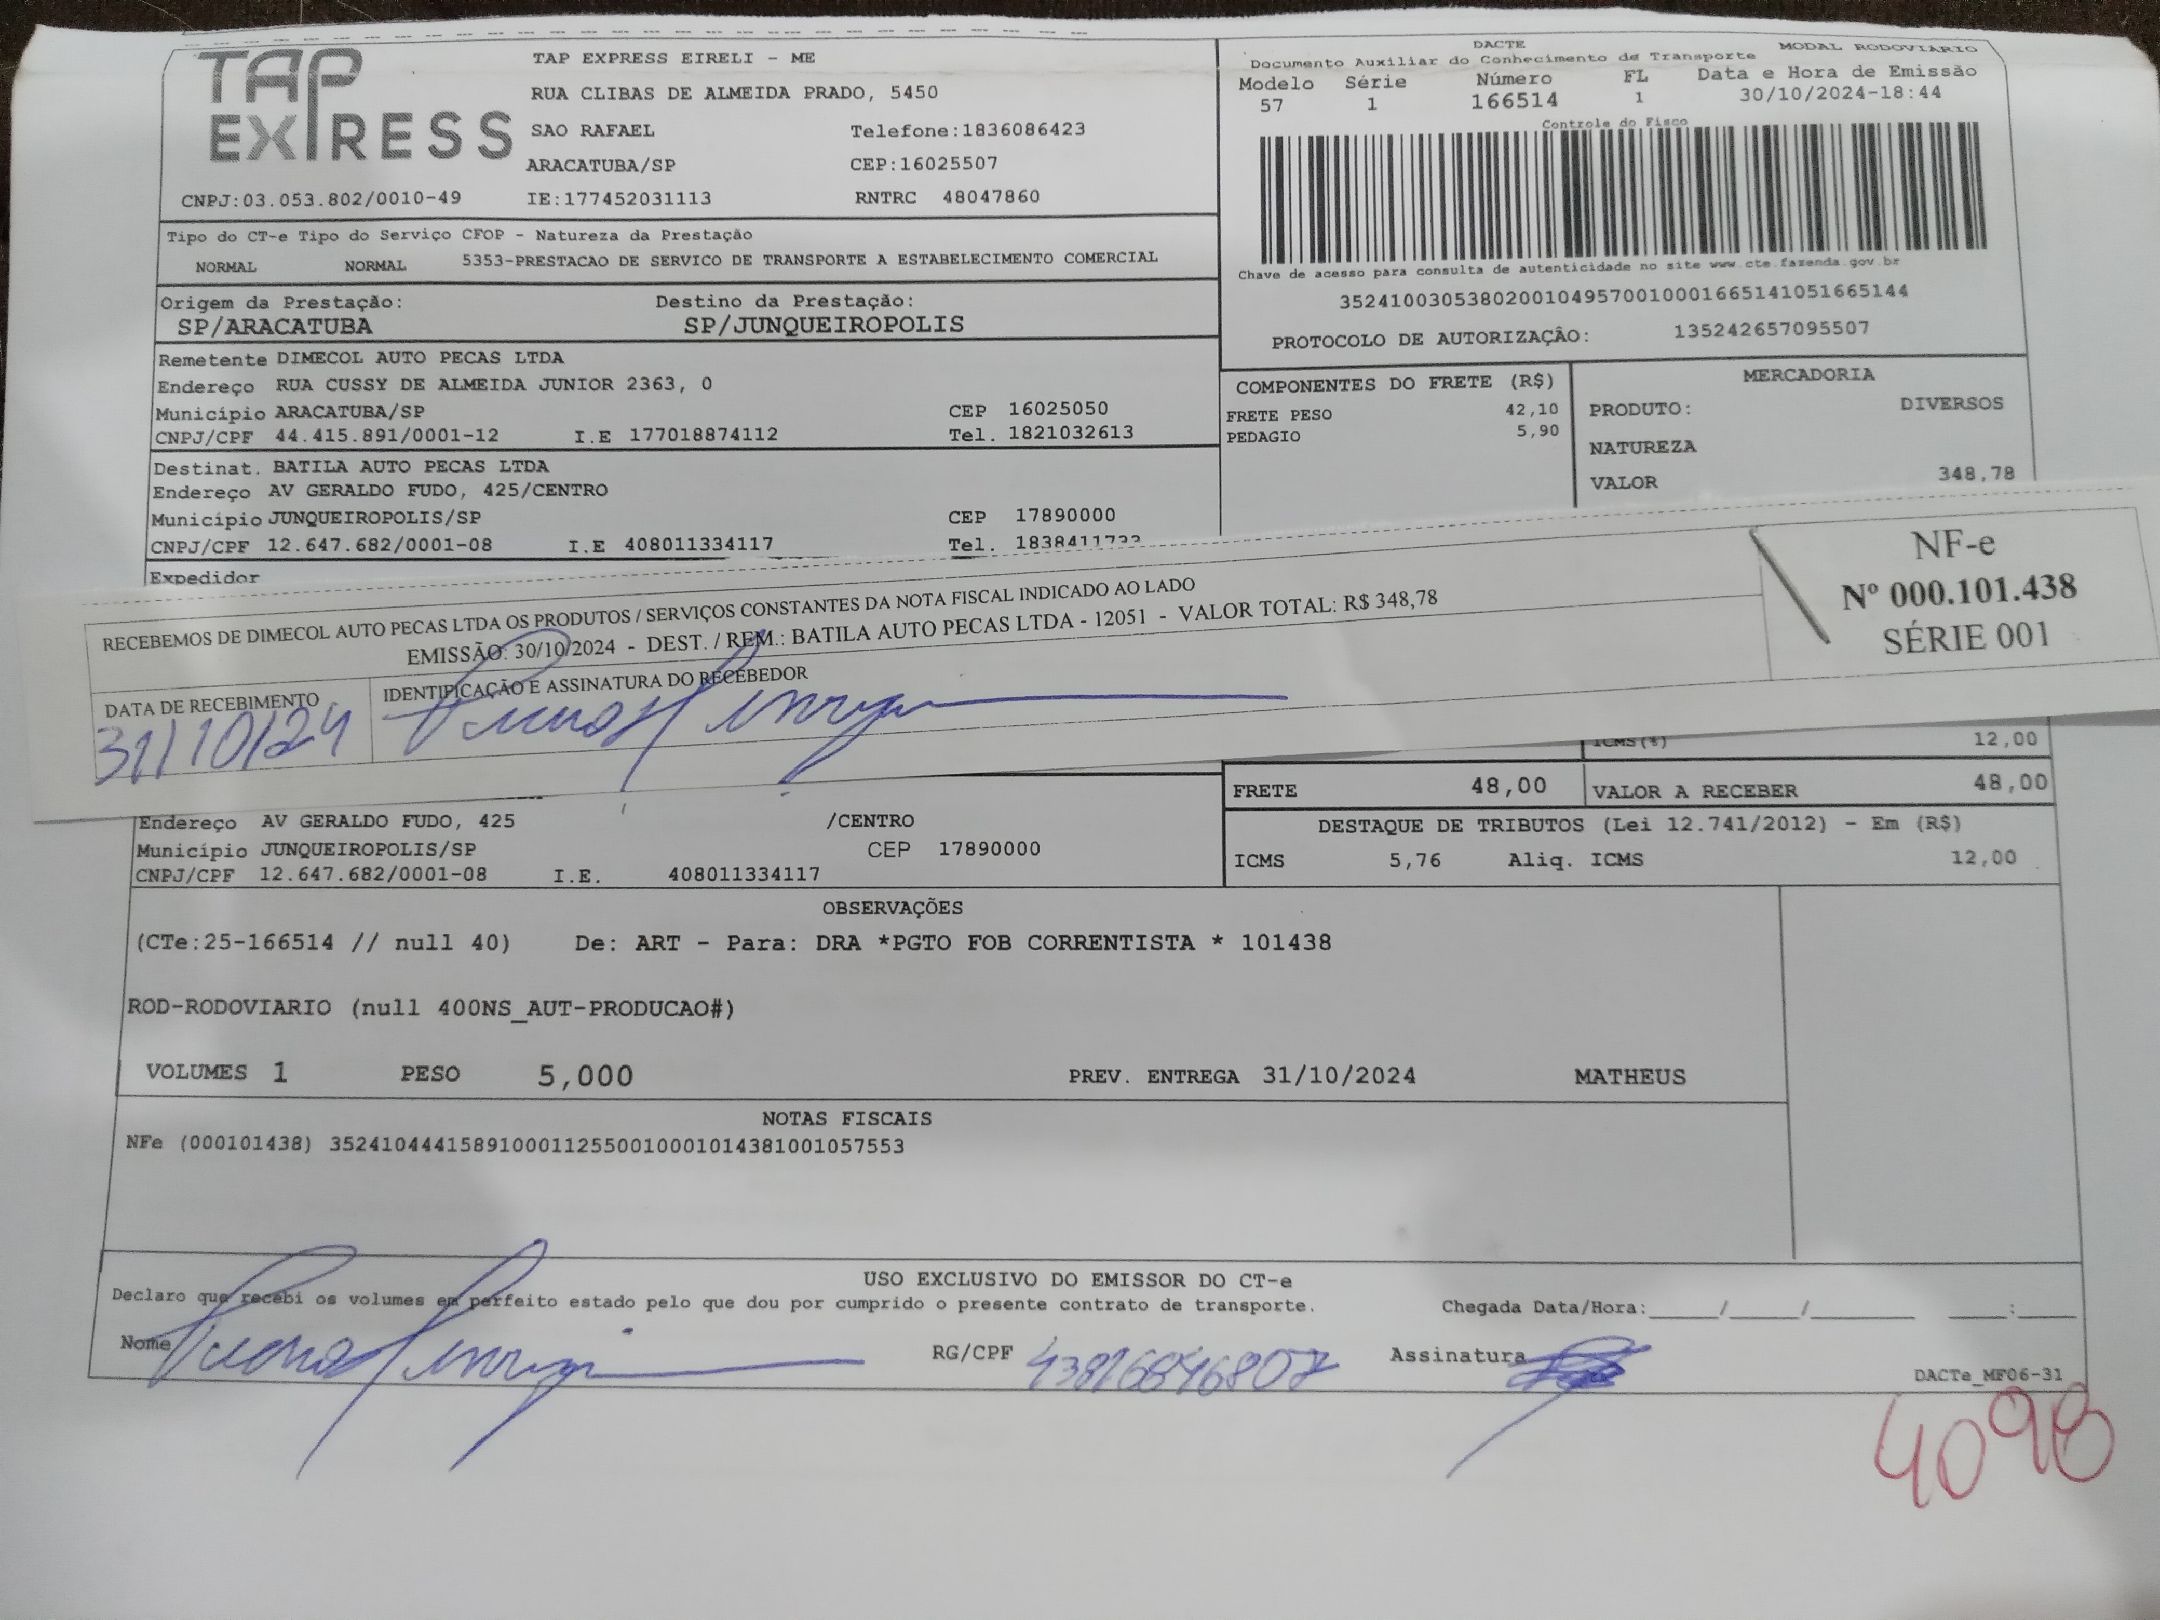 TAP EXPRESS
TAP EXPRESS EIRELI - ME
RUA CLIBAS DE ALMEIDA PRADO, 5450
SAO RAFAEL Telefone:1836086423
ARACATUBA/SP CEP:16025507
CNPJ:03.053.802/0010-49 IE:177452031113 RNTRC 48047860
DACTE MODAL RODOVIARIO
Documento Auxiliar do Conhecimento de Transporte
Modelo Série Número FL Data e Hora de Emissão
57 1 166514 1 30/10/2024-18:44
Controle do Fisco
Chave de acesso para consulta de autenticidade no site www.cte.fazenda.gov.br
35241003053802001049570010001665141051665144
PROTOCOLO DE AUTORIZAÇÃO: 135242657095507
Tipo do CT-e Tipo do Serviço CFOP - Natureza da Prestação
NORMAL NORMAL 5353-PRESTACAO DE SERVICO DE TRANSPORTE A ESTABELECIMENTO COMERCIAL
Origem da Prestação: Destino da Prestação:
SP/ARACATUBA SP/JUNQUEIROPOLIS
Remetente DIMECOL AUTO PECAS LTDA
Endereço RUA CUSSY DE ALMEIDA JUNIOR 2363, 0
Município ARACATUBA/SP CEP 16025050
CNPJ/CPF 44.415.891/0001-12 I.E 177018874112 Tel. 1821032613
Destinat. BATILA AUTO PECAS LTDA
Endereço AV GERALDO FUDO, 425/CENTRO
Município JUNQUEIROPOLIS/SP CEP 17890000
CNPJ/CPF 12.647.682/0001-08 I.E 408011334117 Tel. 1838411733
Expedidor
COMPONENTES DO FRETE (R$)
FRETE PESO 42,10
PEDAGIO 5,90
MERCADORIA
PRODUTO: DIVERSOS
NATUREZA
VALOR 348,78
RECEBEMOS DE DIMECOL AUTO PECAS LTDA OS PRODUTOS / SERVIÇOS CONSTANTES DA NOTA FISCAL INDICADO AO LADO
EMISSÃO: 30/10/2024 - DEST. / REM.: BATILA AUTO PECAS LTDA - 12051 - VALOR TOTAL: R$ 348,78
DATA DE RECEBIMENTO IDENTIFICAÇÃO E ASSINATURA DO RECEBEDOR
31/10/24
NF-e
Nº 000.101.438
SÉRIE 001
ICMS(%) 12,00
FRETE 48,00 VALOR A RECEBER 48,00
DESTAQUE DE TRIBUTOS (Lei 12.741/2012) - Em (R$)
ICMS 5,76 Aliq. ICMS 12,00
Endereço AV GERALDO FUDO, 425 /CENTRO
Município JUNQUEIROPOLIS/SP CEP 17890000
CNPJ/CPF 12.647.682/0001-08 I.E. 408011334117
OBSERVAÇÕES
(CTe:25-166514 // null 40) De: ART - Para: DRA *PGTO FOB CORRENTISTA * 101438
ROD-RODOVIARIO (null 400NS_AUT-PRODUCAO#)
VOLUMES 1 PESO 5,000 PREV. ENTREGA 31/10/2024 MATHEUS
NOTAS FISCAIS
NFe (000101438) 35241044415891000112550010001014381001057553
USO EXCLUSIVO DO EMISSOR DO CT-e
Declaro que recebi os volumes em perfeito estado pelo que dou por cumprido o presente contrato de transporte. Chegada Data/Hora:_____/_____/_______ ____:____
Nome RG/CPF 43816846807 Assinatura
DACTe_MF06-31
4098